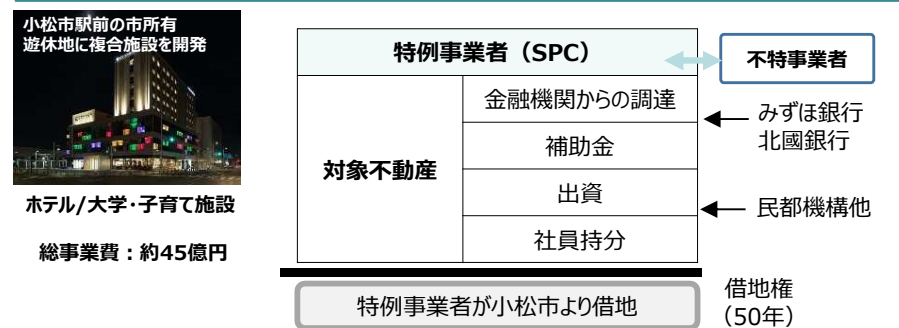 小松市駅前の市所有
遊休地に複合施設を開発
ホテル/大学・子育て施設
総事業費：約45億円
特例事業者（SPC）
不特事業者
対象不動産
金融機関からの調達
補助金
出資
社員持分
みずほ銀行
北國銀行
民都機構他
特例事業者が小松市より借地
借地権
（50年）